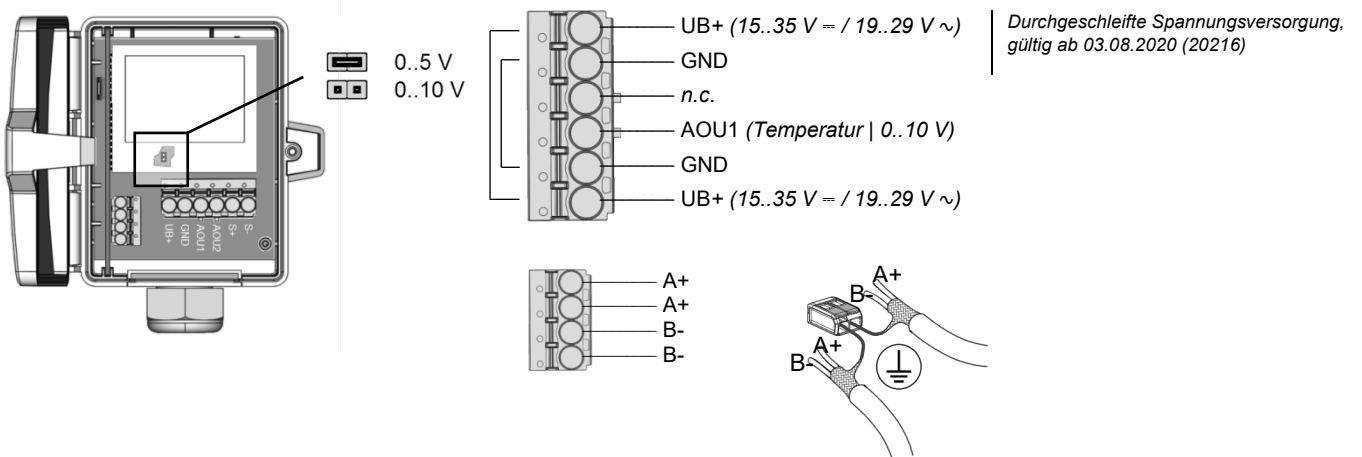 0..5 V
0..10 V
UB+
GND
AOU1
AOU2
S+
S-
UB+ (15..35 V ⎓ / 19..29 V ~)
GND
n.c.
AOU1 (Temperatur | 0..10 V)
GND
UB+ (15..35 V ⎓ / 19..29 V ~)
Durchgeschleifte Spannungsversorgung,
gültig ab 03.08.2020 (20216)
A+
A+
B-
B-
A+
B-
A+
B-